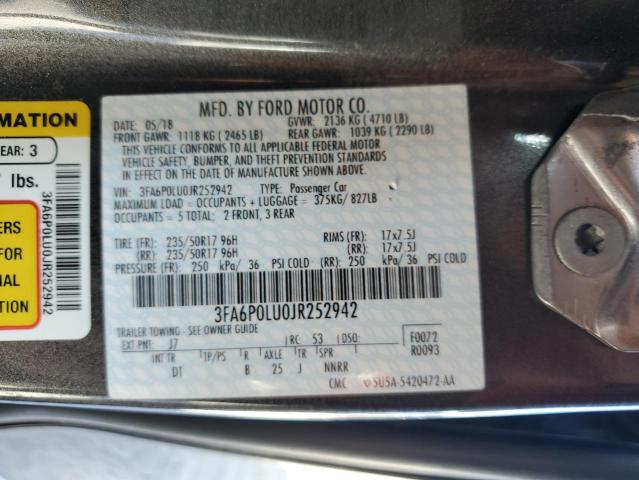 MATION
EAR: 3
lbs.
ERS
FOR
IAL
ION
3FA6P0LU0JR252942
MFD. BY FORD MOTOR CO.
DATE: 05/18 GVWR: 2136 KG ( 4710 LB)
FRONT GAWR: 1118 KG ( 2465 LB) REAR GAWR: 1039 KG ( 2290 LB)
THIS VEHICLE CONFORMS TO ALL APPLICABLE FEDERAL MOTOR
VEHICLE SAFETY, BUMPER, AND THEFT PREVENTION STANDARDS IN
EFFECT ON THE DATE OF MANUFACTURE SHOWN ABOVE.
VIN: 3FA6P0LU0JR252942 TYPE: Passenger Car
MAXIMUM LOAD = OCCUPANTS + LUGGAGE = 375KG/ 827LB
OCCUPANTS = 5 TOTAL; 2 FRONT, 3 REAR
TIRE (FR): 235/50R17 96H RIMS (FR): 17x7.5J
(RR): 235/50R17 96H (RR): 17x7.5J
PRESSURE (FR): 250 kPa/ 36 PSI COLD (RR): 250 kPa/ 36 PSI COLD
3FA6P0LU0JR252942
TRAILER TOWING - SEE OWNER GUIDE
EXT PNT: J7 RC: 53 DSO: F0072
INT TR TP/PS R AXLE TR SPR R0093
DT B 25 J NNRR
CMC 5U5A-5420472-AA